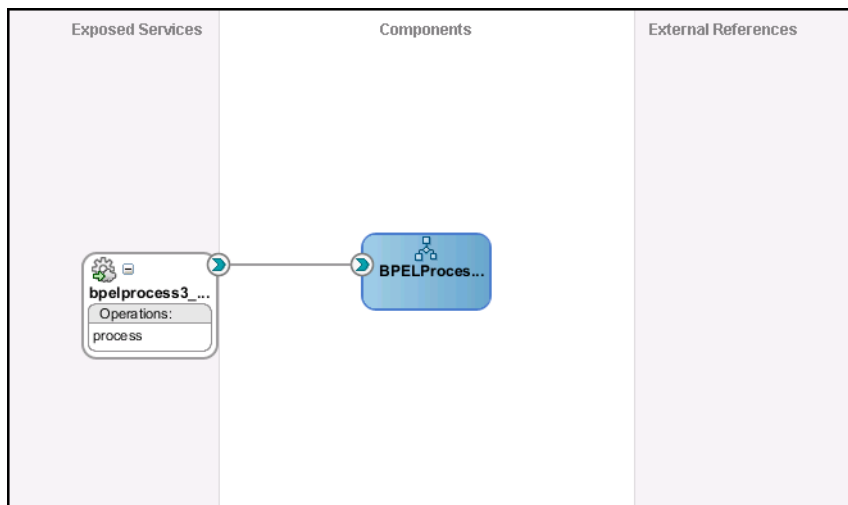 Exposed Services
Components
External References
BPELProces...
bpelprocess3_...
Operations:
process